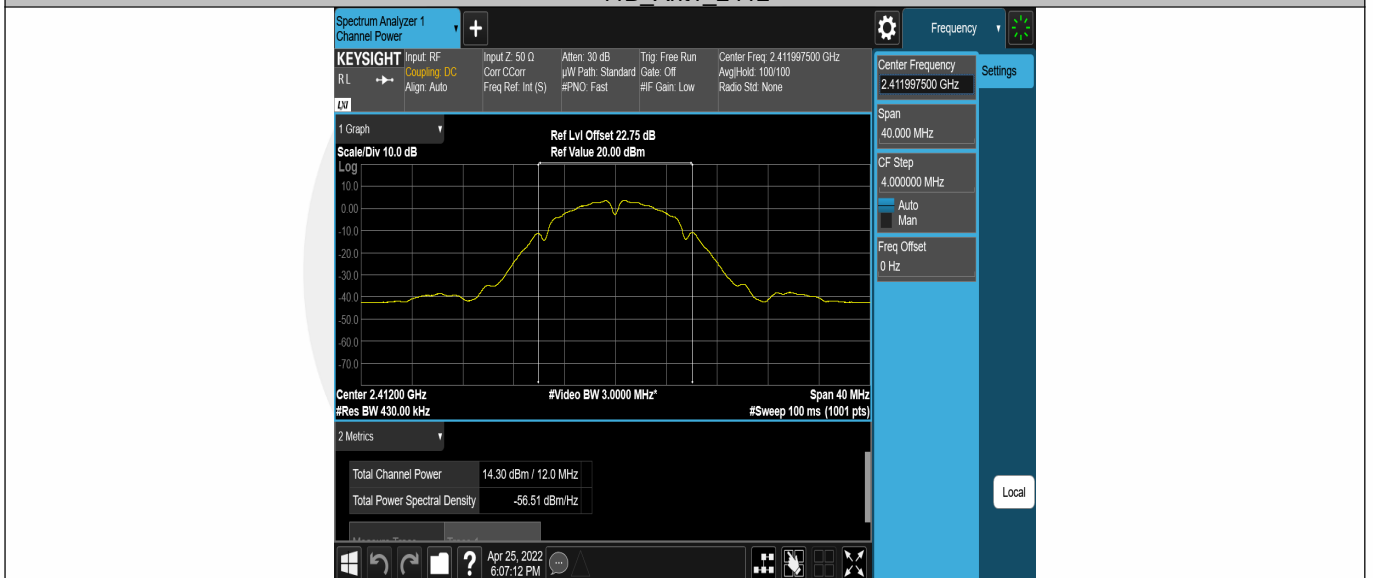 Spectrum Analyzer 1
Channel Power
+
Frequency
KEYSIGHT
Input: RF
Coupling: DC
Align: Auto
Input Z: 50 Ω
Corr CCorr
Freq Ref: Int (S)
Atten: 30 dB
µW Path: Standard
#PNO: Fast
Trig: Free Run
Gate: Off
#IF Gain: Low
Center Freq: 2.411997500 GHz
Avg|Hold: 100/100
Radio Std: None
RL
LXI
Center Frequency
2.411997500 GHz
Settings
Span
40.000 MHz
CF Step
4.000000 MHz
Auto
Man
Freq Offset
0 Hz
1 Graph
Scale/Div 10.0 dB
Ref Lvl Offset 22.75 dB
Ref Value 20.00 dBm
Log
10.0
0.00
-10.0
-20.0
-30.0
-40.0
-50.0
-60.0
-70.0
Center 2.41200 GHz
#Res BW 430.00 kHz
#Video BW 3.0000 MHz*
Span 40 MHz
#Sweep 100 ms (1001 pts)
2 Metrics
Total Channel Power 14.30 dBm / 12.0 MHz
Total Power Spectral Density -56.51 dBm/Hz
Local
?
Apr 25, 2022
6:07:12 PM